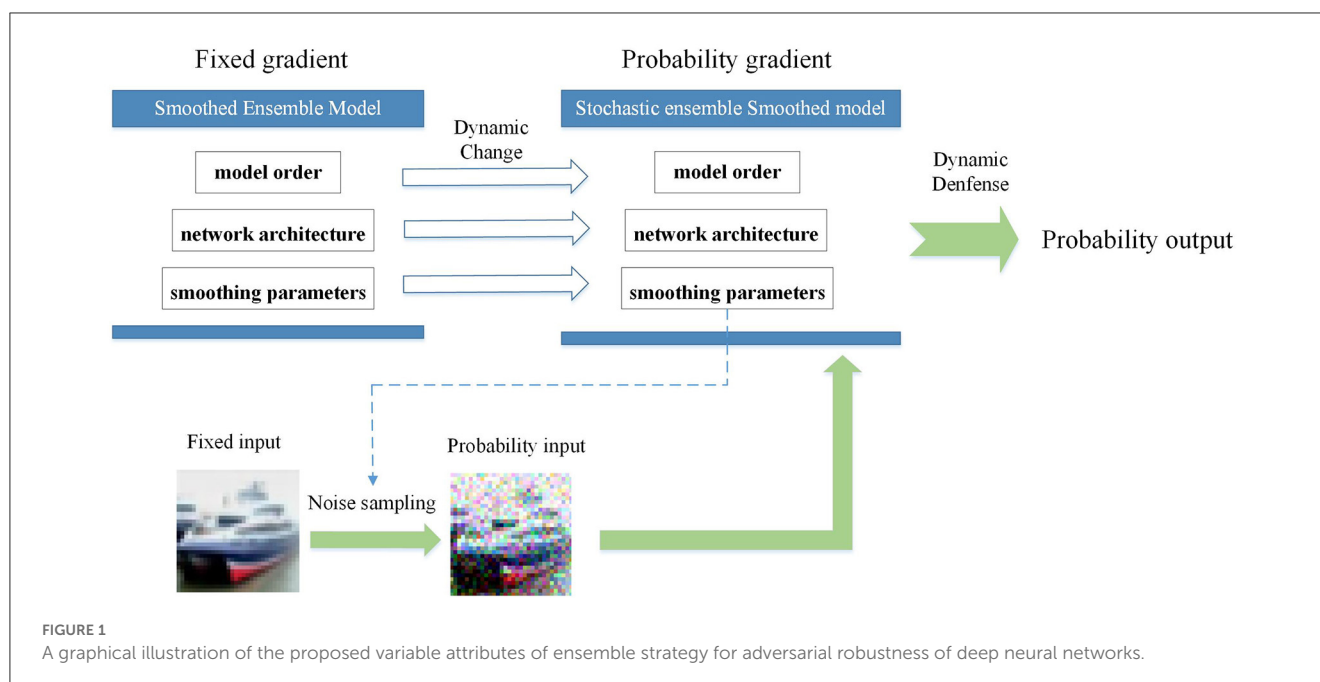 Fixed gradient
Probability gradient
Smoothed Ensemble Model
Stochastic ensemble Smoothed model
Dynamic
Change
Dynamic
Denfense
model order
model order
network architecture
network architecture
Probability output
smoothing parameters
smoothing parameters
Fixed input
Probability input
Noise sampling
FIGURE 1
A graphical illustration of the proposed variable attributes of ensemble strategy for adversarial robustness of deep neural networks.